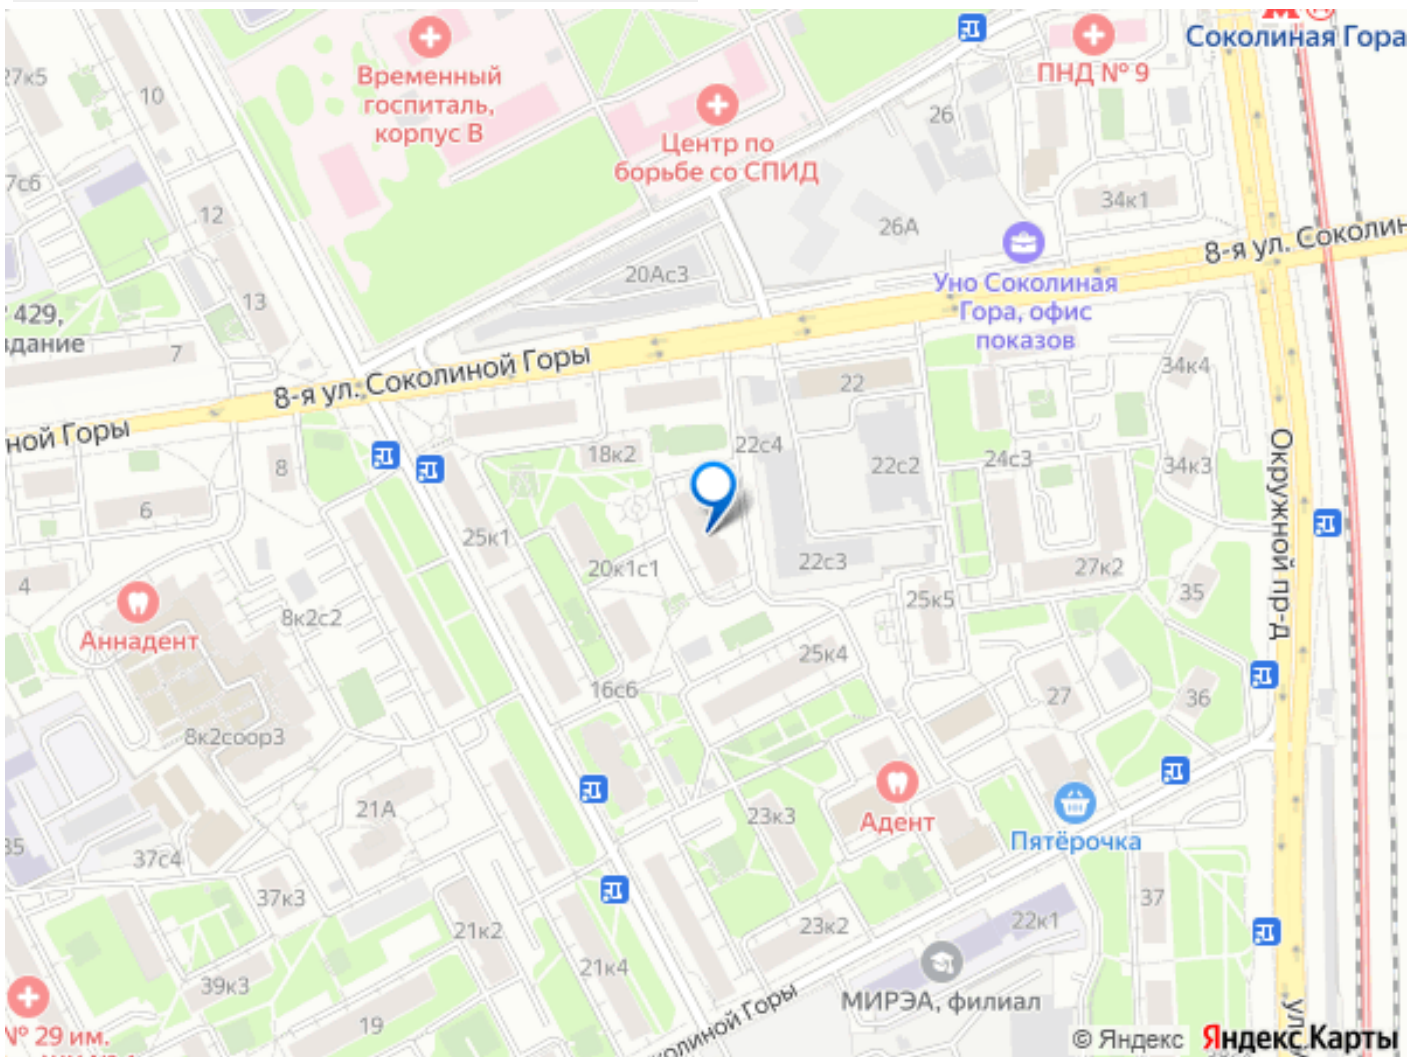 Соколиная Гора
ПНД № 9
Временный
госпиталь,
корпус В
27к5
10
26
Центр по
борьбе со СПИД
7с6
12
34к1
26А
8-я ул. Соколин
20Ас3
Уно Соколиная
Гора, офис
показов
13
429,
здание
7
8-я ул. Соколиной Горы
34к4
22
ной Горы
22с4
18к2
8
22с2
24с3
34к3
Окружной пр-д
6
25к1
22с3
20к1с1
27к2
4
35
25к5
Аннадент
8к2с2
25к4
16с6
27
36
8к2соор3
21А
23к3
Адент
Пятёрочка
35
37с4
37к3
37
21к2
23к2
22к1
21к4
39к3
МИРЭА, филиал
19
№ 29 им.
колиной Горы
ул
© Яндекс Яндекс Карты